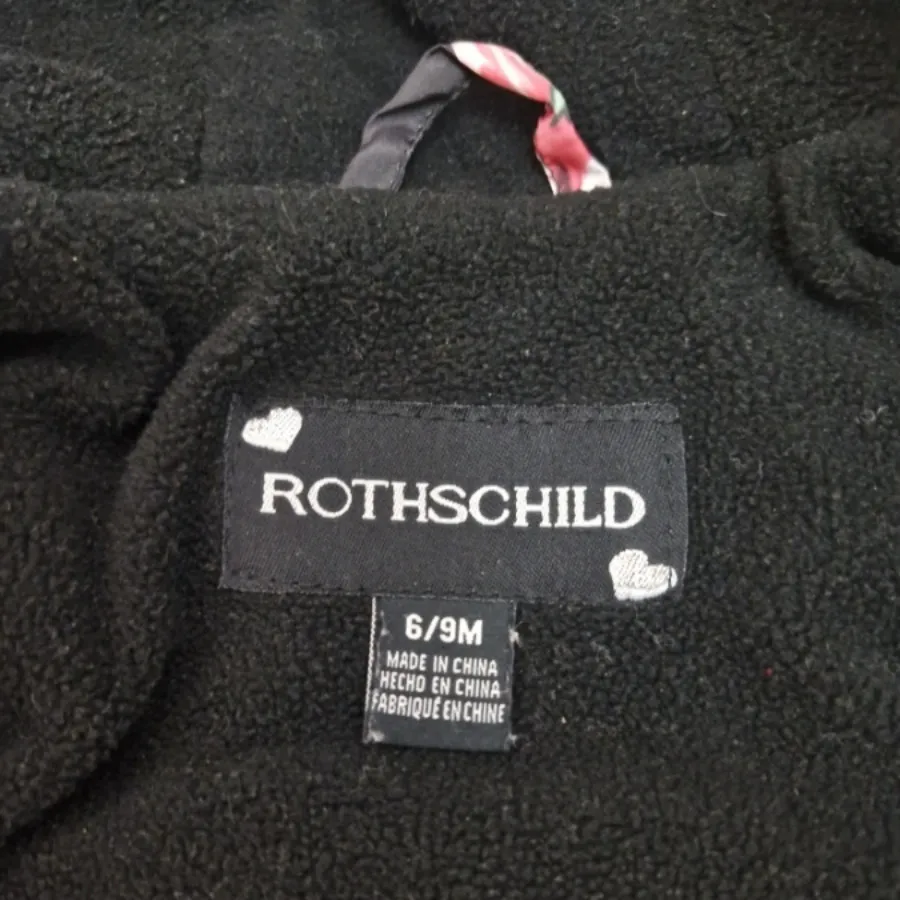 ROTHSCHILD
6/9M
MADE IN CHINA
HECHO EN CHINA
FABRIQUÉ EN CHINE